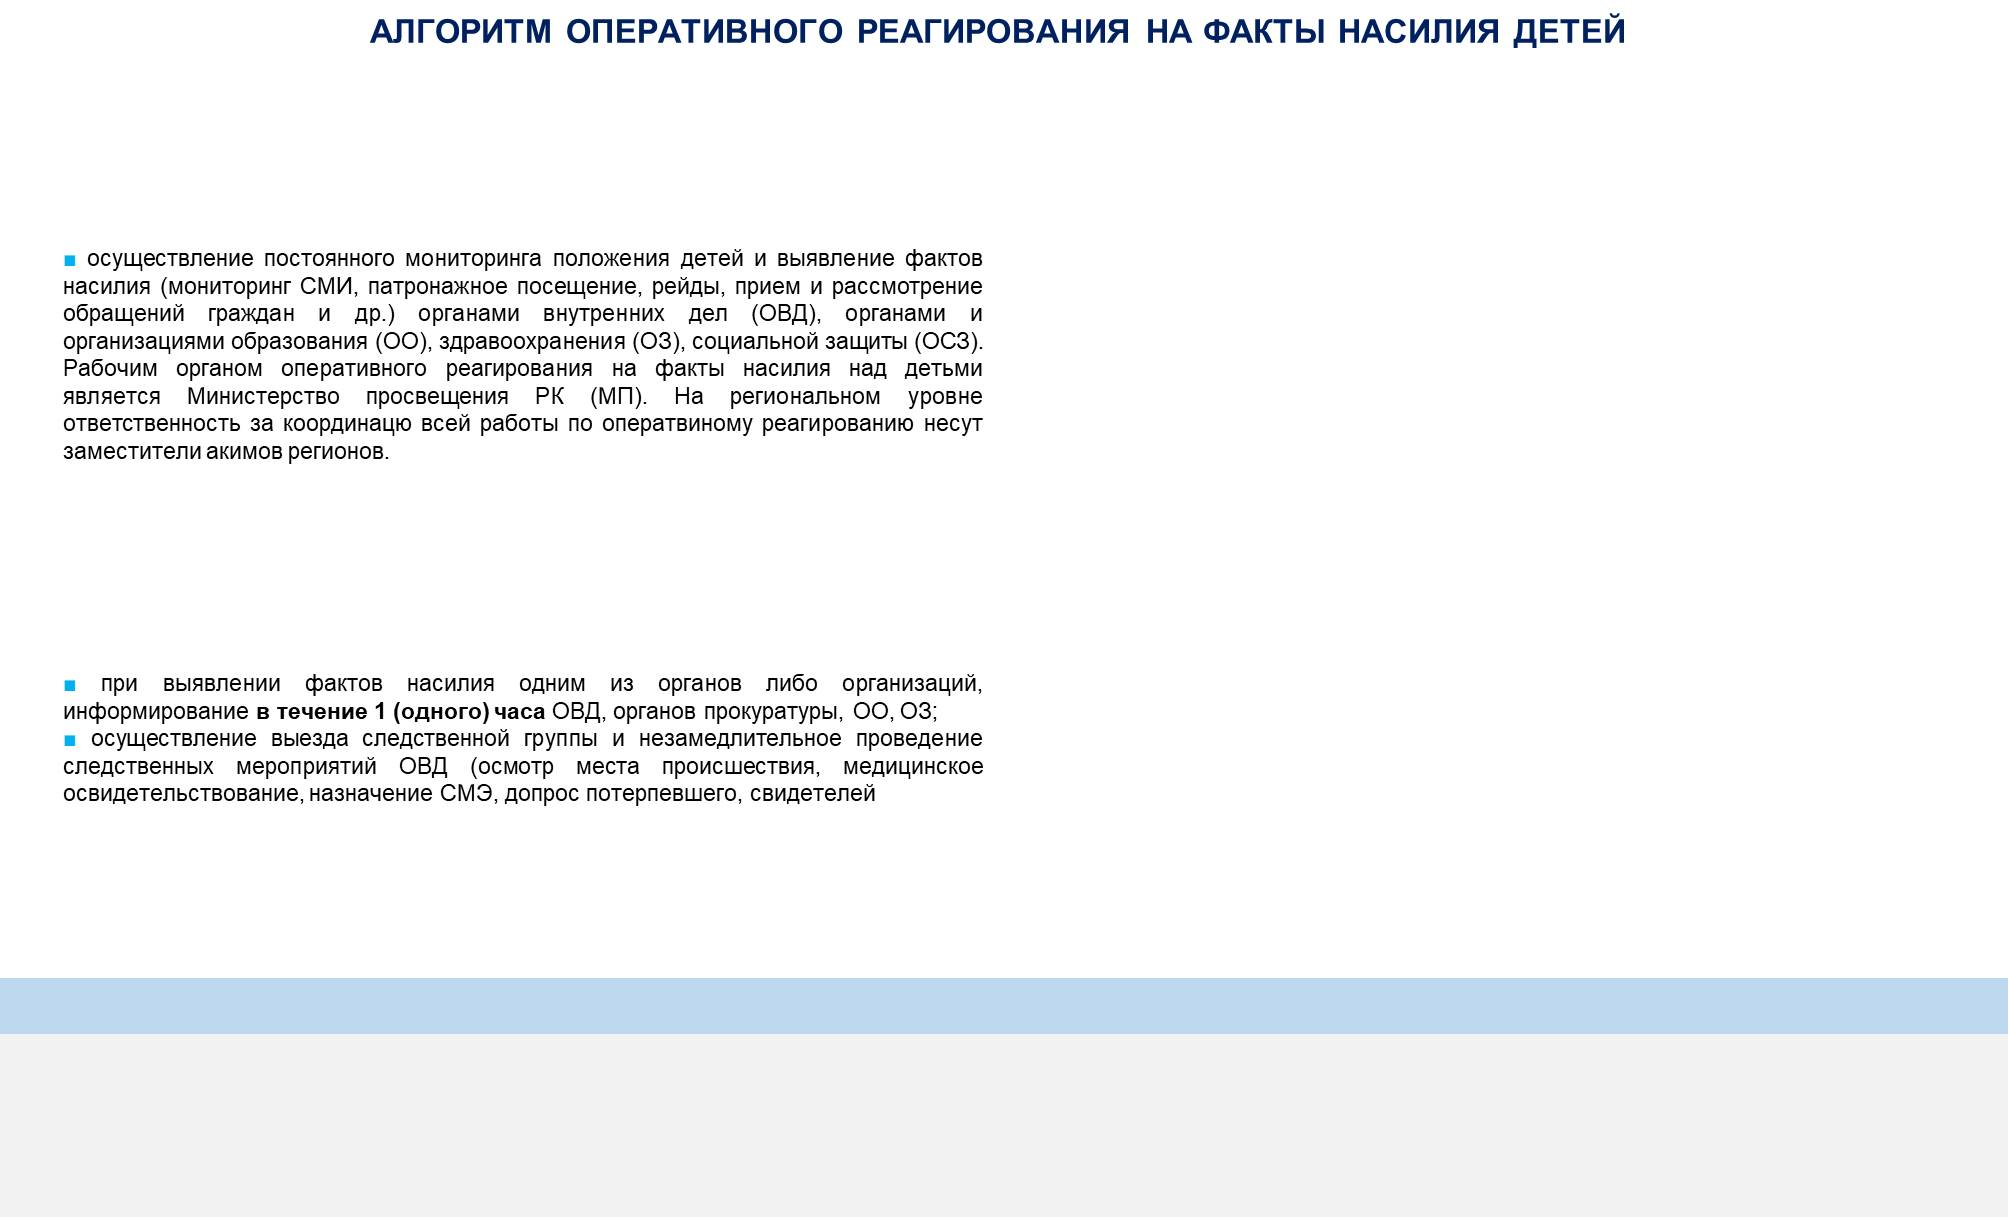 АЛГОРИТМ ОПЕРАТИВНОГО РЕАГИРОВАНИЯ НА ФАКТЫ НАСИЛИЯ ДЕТЕЙ
■ осуществление постоянного мониторинга положения детей и выявление фактов
насилия (мониторинг СМИ, патронажное посещение, рейды, прием и рассмотрение
обращений граждан и др.) органами внутренних дел (ОВД), органами и
организациями образования (ОО), здравоохранения (ОЗ), социальной защиты (ОСЗ).
Рабочим органом оперативного реагирования на факты насилия над детьми
является Министерство просвещения РК (МП). На региональном уровне
ответственность за координацю всей работы по оператвиному реагированию несут
заместители акимов регионов.
■ при выявлении фактов насилия одним из органов либо организаций,
информирование в течение 1 (одного) часа ОВД, органов прокуратуры, ОО, ОЗ;
■ осуществление выезда следственной группы и незамедлительное проведение
следственных мероприятий ОВД (осмотр места происшествия, медицинское
освидетельствование, назначение СМЭ, допрос потерпевшего, свидетелей